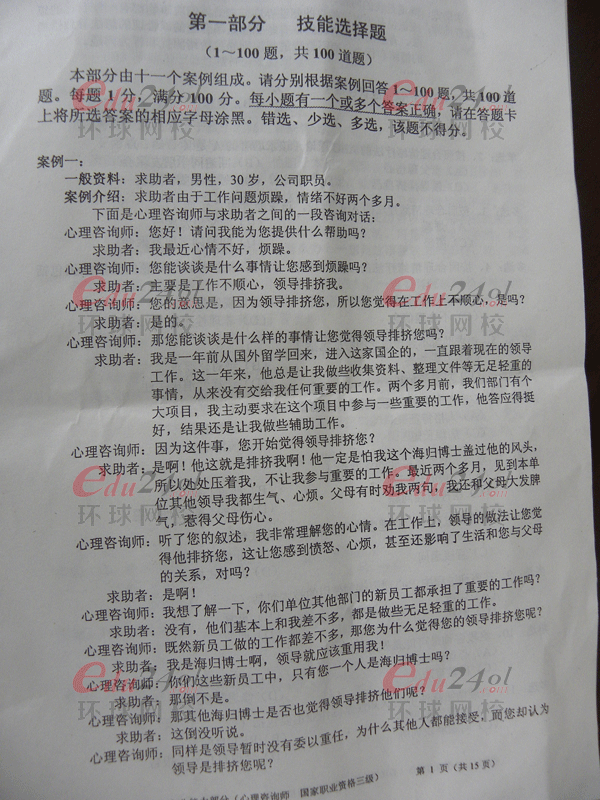 第一部分 技能选择题
（1～100题，共100道题）
本部分由十一个案例组成。请分别根据案例回答1～100题，共100道
题。每题1分，满分100分。每小题有一个或多个答案正确，请在答题卡
上将所选答案的相应字母涂黑。错选、少选、多选，该题不得分。
案例一：
一般资料：求助者，男性，30岁，公司职员。
案例介绍：求助者由于工作问题烦躁，情绪不好两个多月。
下面是心理咨询师与求助者之间的一段咨询对话：
心理咨询师：您好！请问我能为您提供什么帮助吗？
求助者：我最近心情不好，烦躁。
心理咨询师：您能谈谈是什么事情让您感到烦躁吗？
求助者：主要是工作不顺心，领导排挤我。
心理咨询师：您的意思是，因为领导排挤您，所以您觉得在工作上不顺心，是吗？
求助者：是的。
心理咨询师：那您能谈谈是什么样的事情让您觉得领导排挤您吗？
求助者：我是一年前从国外留学回来，进入这家国企的，一直跟着现在的领导
工作。这一年来，他总是让我做些收集资料、整理文件等无足轻重的
事情，从来没有交给我任何重要的工作。两个多月前，我们部门有个
大项目，我主动要求在这个项目中参与一些重要的工作，他答应得挺
好，结果还是让我做些辅助工作。
心理咨询师：因为这件事，您开始觉得领导排挤您？
求助者：是啊！他这就是排挤我啊！他一定是怕我这个海归博士盖过他的风头，
所以处处压着我，不让我参与重要的工作。最近两个多月，见到本单
位其他领导我都生气、心烦。父母有时劝我两句，我还和父母大发脾
气，惹得父母伤心。
心理咨询师：听了您的叙述，我非常理解您的心情。在工作上，领导的做法让您觉
得他排挤您，这让您感到愤怒、心烦，甚至还影响了生活和您与父母
的关系，对吗？
求助者：是啊！
心理咨询师：我想了解一下，你们单位其他部门的新员工都承担了重要的工作吗？
求助者：没有，他们基本上和我差不多，都是做些无足轻重的工作。
心理咨询师：既然新员工做的工作都差不多，那您为什么觉得您的领导排挤您呢？
求助者：我是海归博士啊，领导就应该重用我！
心理咨询师：你们这些新员工中，只有您一个人是海归博士吗？
求助者：那倒不是。
心理咨询师：那其他海归博士是否也觉得领导排挤他们呢？
求助者：这倒没听说。
心理咨询师：同样是领导暂时没有委以重任，为什么其他人都能接受，而您却认为
领导是排挤您呢？
（心理咨询师 国家职业资格三级） 第 1 页（共 15 页）
edu24ol.com
环球网校